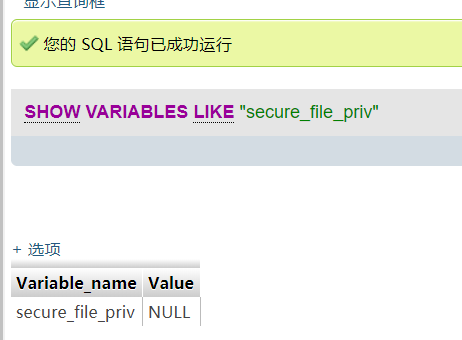 显示查询框
您的 SQL 语句已成功运行
SHOW VARIABLES LIKE "secure_file_priv"
+ 选项
Variable_name Value
secure_file_priv NULL